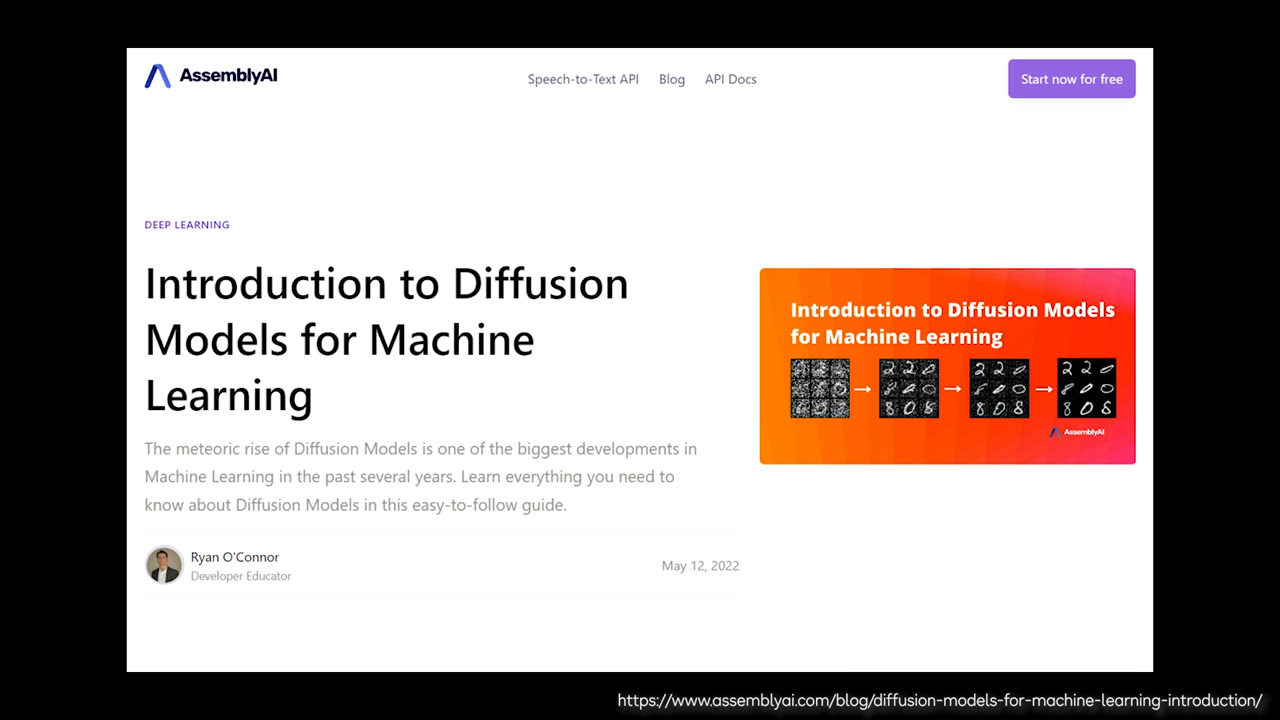 AssemblyAI
Speech-to-Text API Blog API Docs
Start now for free
DEEP LEARNING
Introduction to Diffusion
Models for Machine
Learning
The meteoric rise of Diffusion Models is one of the biggest developments in
Machine Learning in the past several years. Learn everything you need to
know about Diffusion Models in this easy-to-follow guide.
Ryan O'Connor
Developer Educator
May 12, 2022
Introduction to Diffusion Models
for Machine Learning
AssemblyAI
https://www.assemblyai.com/blog/diffusion-models-for-machine-learning-introduction/